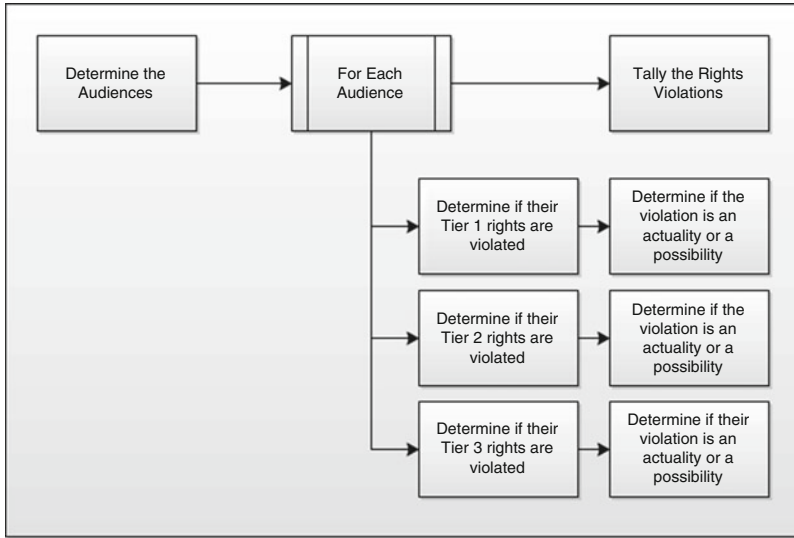 Determine the
Audiences
For Each
Audience
Tally the Rights
Violations
Determine if their
Tier 1 rights are
violated
Determine if the
violation is an
actuality or a
possibility
Determine if their
Tier 2 rights are
violated
Determine if the
violation is an
actuality or a
possibility
Determine if their
Tier 3 rights are
violated
Determine if their
violation is an
actuality or a
possibility